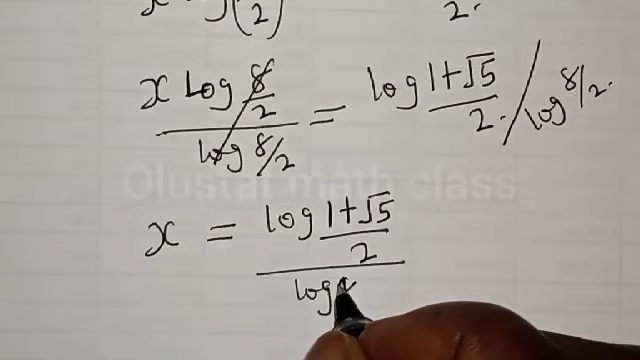 x log 8/2 / log 8/2 = log (1+√5)/2 / log 8/2
Olustar math class
x = log (1+√5)/2 / log